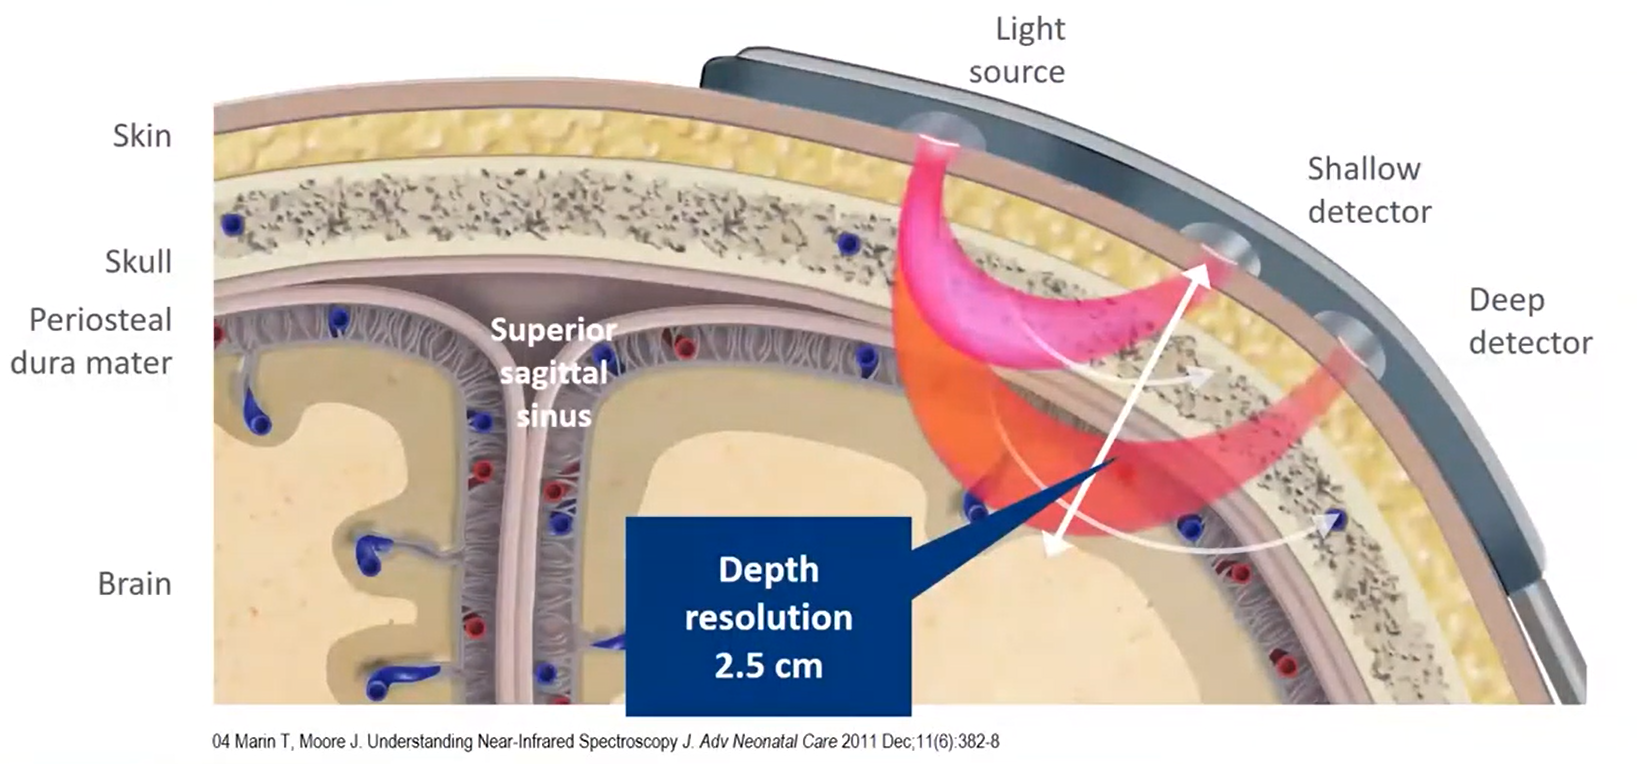 Light
source
Skin
Shallow
detector
Skull
Periosteal
dura mater
Superior
sagittal
sinus
Deep
detector
Brain
Depth
resolution
2.5 cm
04 Marin T, Moore J. Understanding Near-Infrared Spectroscopy J. Adv Neonatal Care 2011 Dec;11(6):382-8